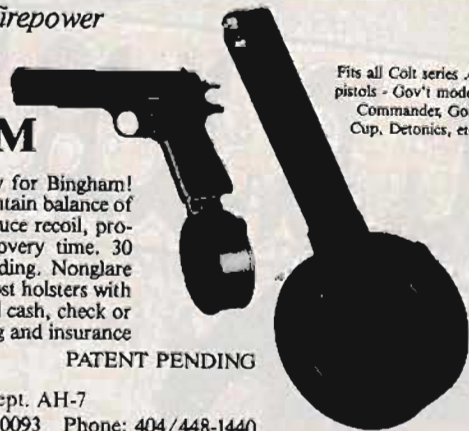 irepower
Fits all Colt series
pistols - Gov't mode
Commander, Go
Cup, Detonics, et
M
y for Bingham!
tain balance of
uce recoil, pro-
overy time. 30
ding. Nonglare
ost holsters with
l cash, check or
g and insurance
PATENT PENDING
ept. AH-7
0093 Phone: 404/448-1440